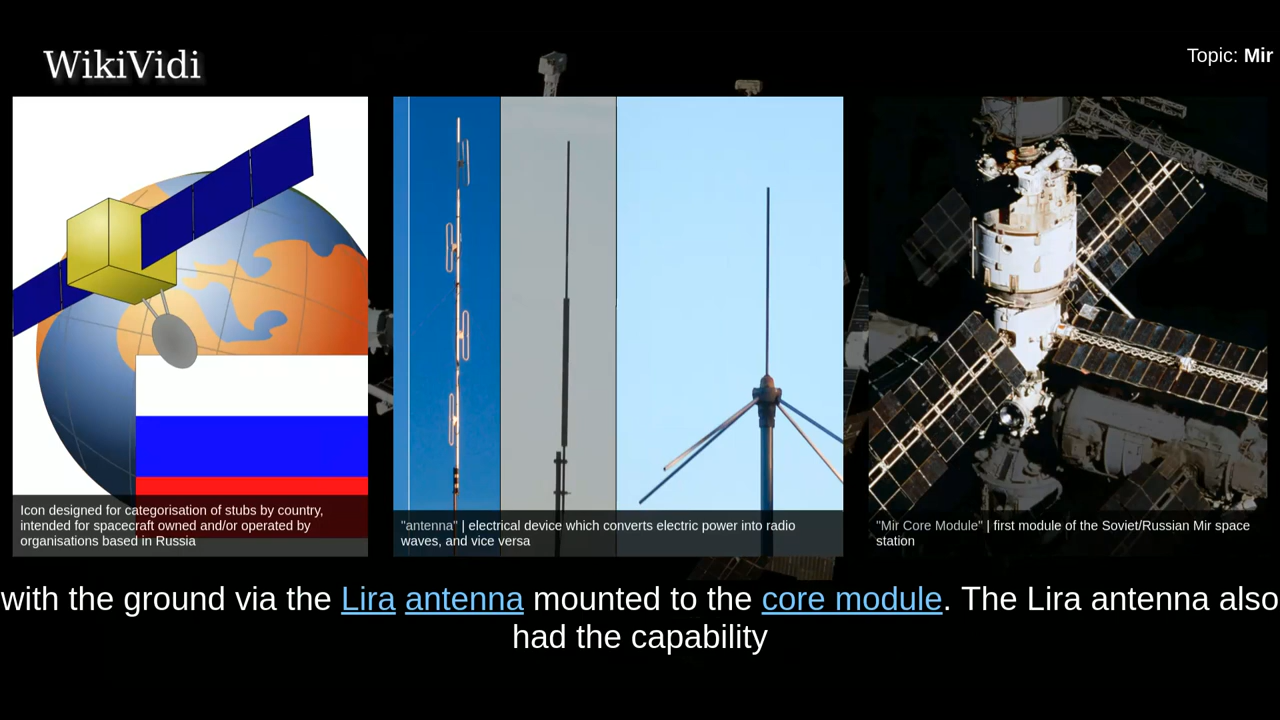 WikiVidi
Topic: Mir
Icon designed for categorisation of stubs by country,
intended for spacecraft owned and/or operated by
organisations based in Russia
"antenna" | electrical device which converts electric power into radio
waves, and vice versa
"Mir Core Module" | first module of the Soviet/Russian Mir space
station
with the ground via the Lira antenna mounted to the core module. The Lira antenna also
had the capability